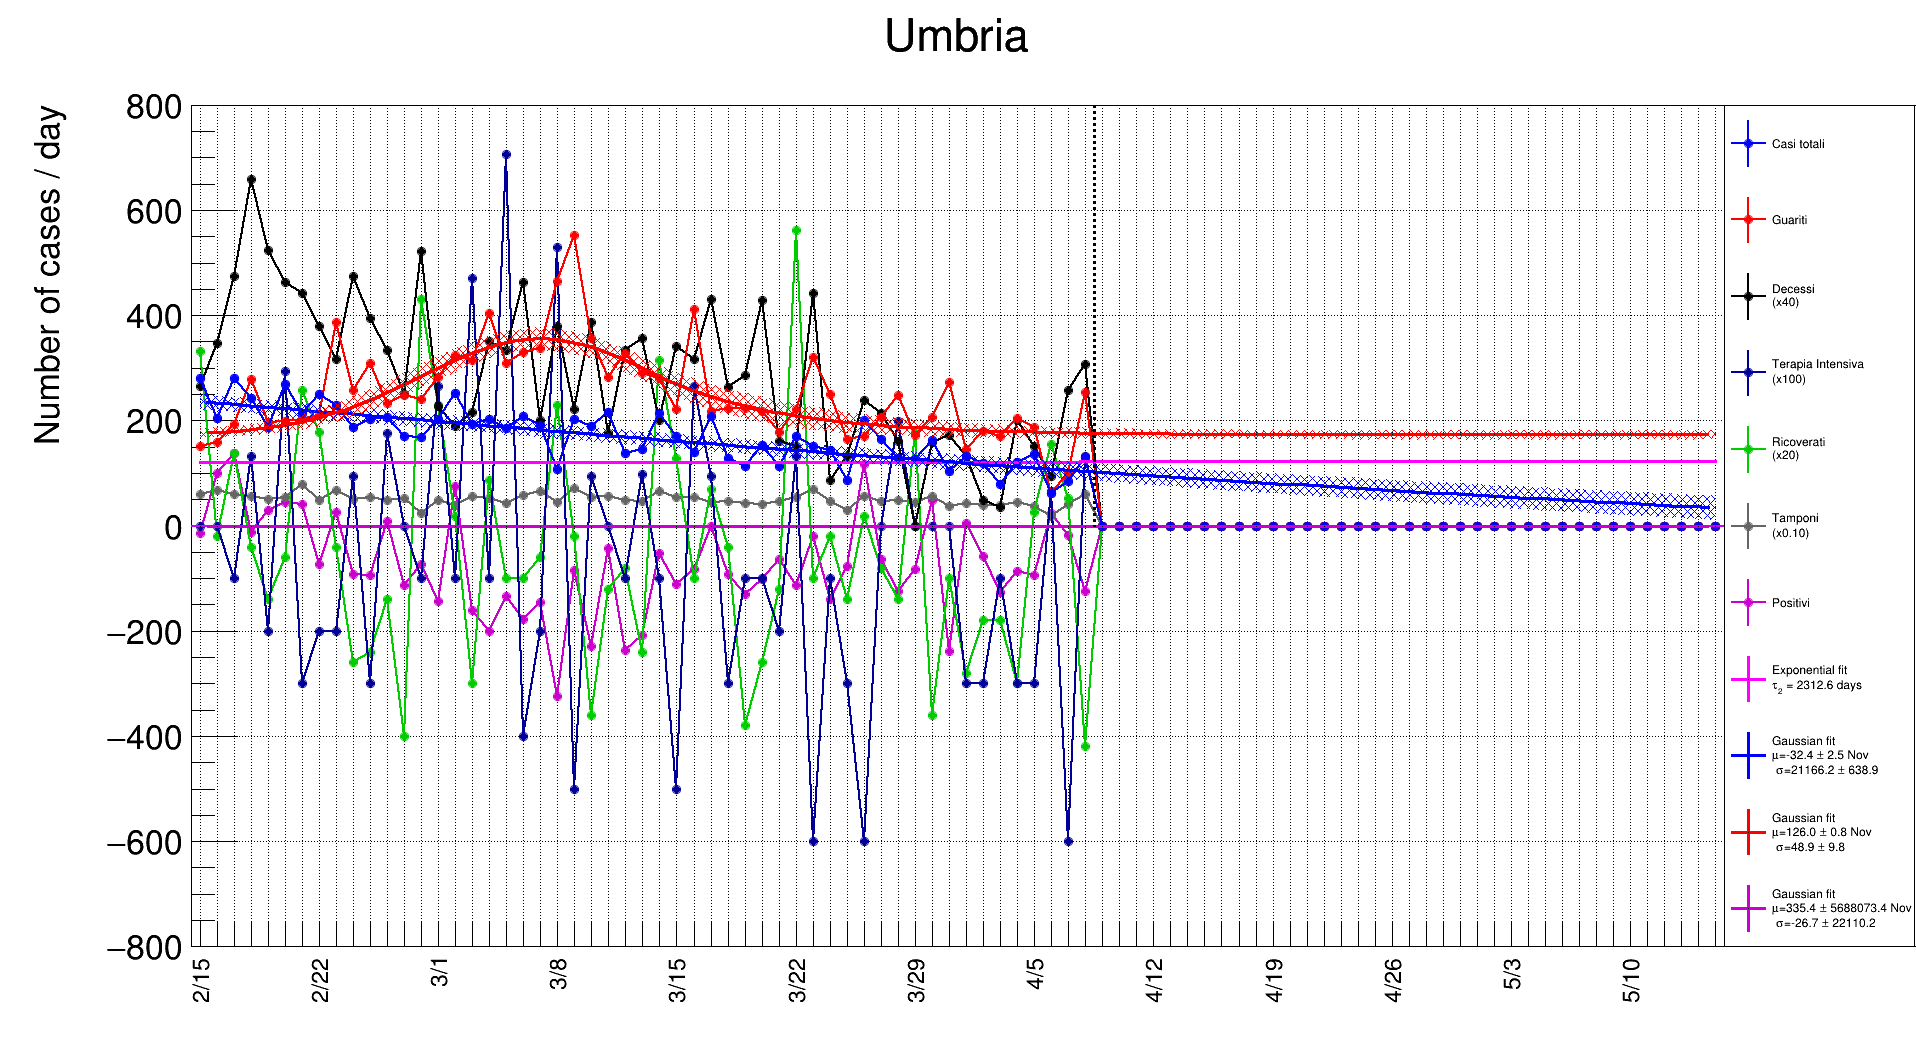 Umbria
Number of cases / day
800
600
400
200
0
−200
−400
−600
−800
2/15
2/22
3/1
3/8
3/15
3/22
3/29
4/5
4/12
4/19
4/26
5/3
5/10
Casi totali
Guariti
Decessi
(x40)
Terapia Intensiva
(x100)
Ricoverati
(x20)
Tamponi
(x0.10)
Positivi
Exponential fit
τ2 = 2312.6 days
Gaussian fit
μ=-32.4 ± 2.5 Nov
σ=21166.2 ± 638.9
Gaussian fit
μ=126.0 ± 0.8 Nov
σ=48.9 ± 9.8
Gaussian fit
μ=335.4 ± 5688073.4 Nov
σ=-26.7 ± 22110.2